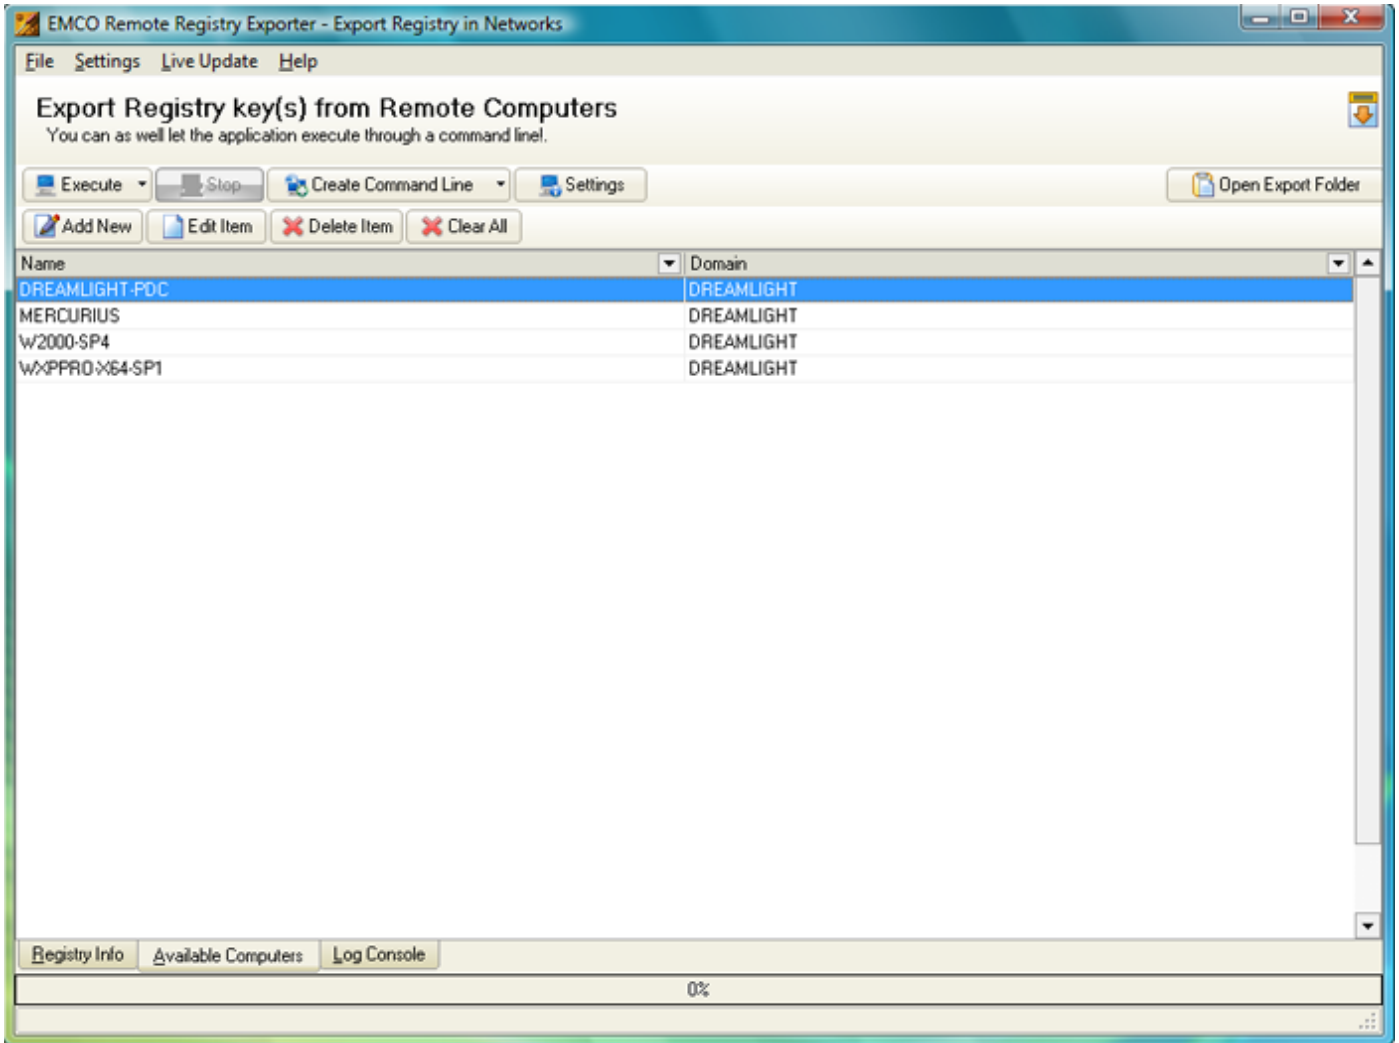 EMCO Remote Registry Exporter - Export Registry in Networks
File Settings Live Update Help
Export Registry key(s) from Remote Computers
You can as well let the application execute through a command line!.
Execute Stop Create Command Line Settings Open Export Folder
Add New Edit Item Delete Item Clear All
Name Domain
DREAMLIGHT-PDC DREAMLIGHT
MERCURIUS DREAMLIGHT
W2000-SP4 DREAMLIGHT
WXPPRO-X64-SP1 DREAMLIGHT
Registry Info Available Computers Log Console
0%